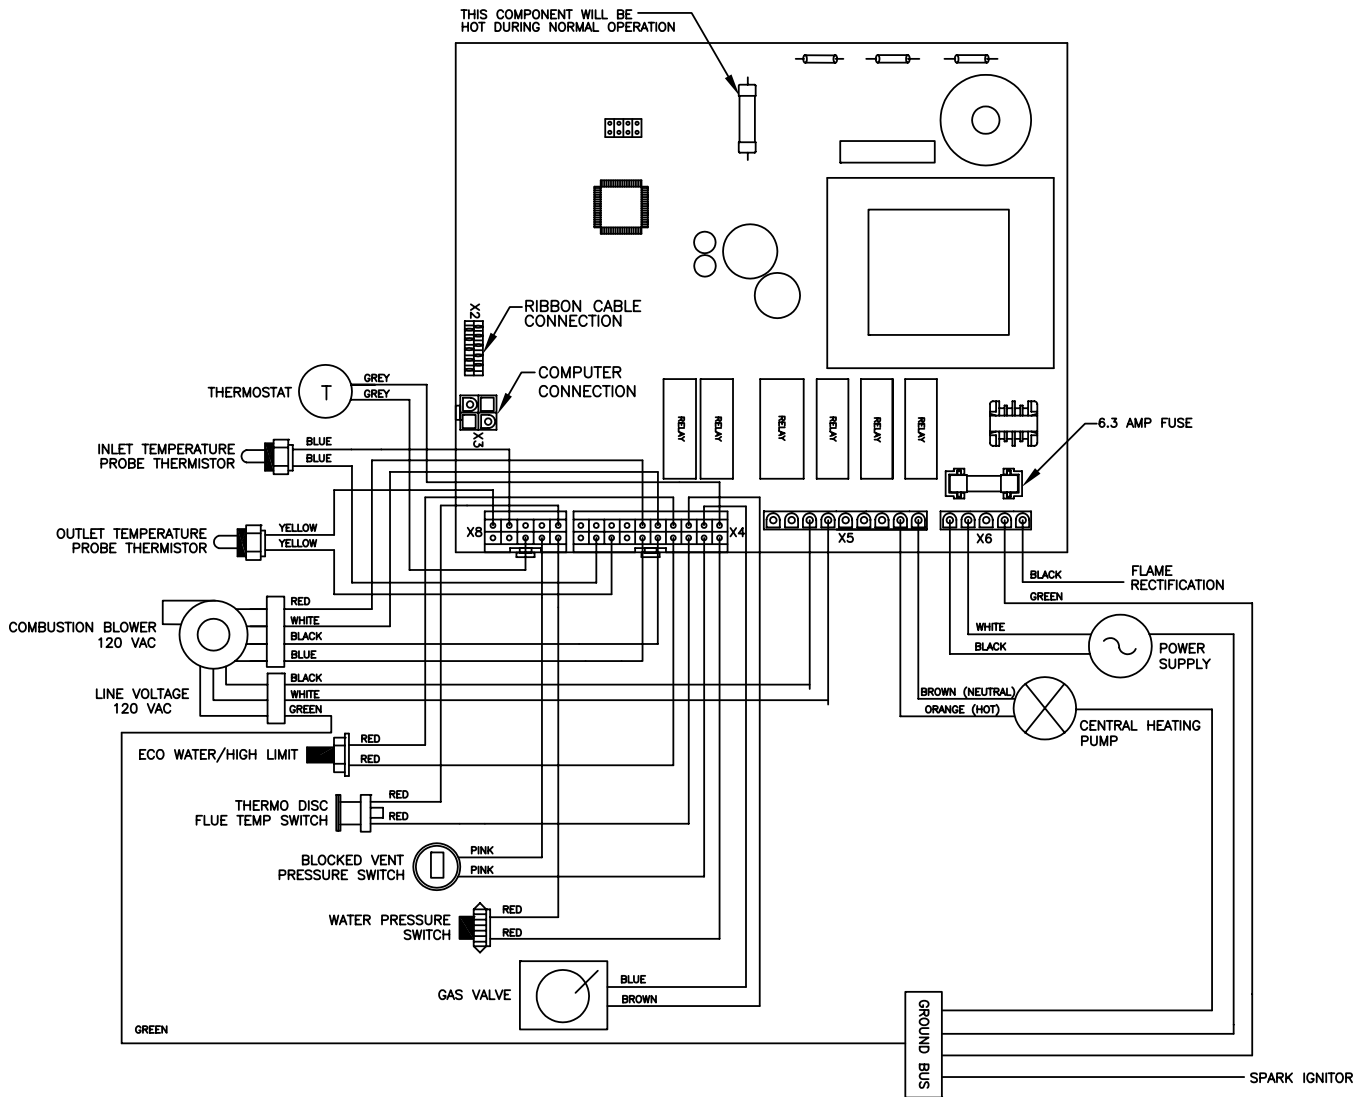 THIS COMPONENT WILL BE
HOT DURING NORMAL OPERATION
X2
RIBBON CABLE
CONNECTION
COMPUTER
CONNECTION
X3
THERMOSTAT
T
GREY
GREY
RELAY
RELAY
RELAY
RELAY
RELAY
RELAY
6.3 AMP FUSE
INLET TEMPERATURE
PROBE THERMISTOR
BLUE
BLUE
OUTLET TEMPERATURE
PROBE THERMISTOR
YELLOW
YELLOW
X8
X4
X5
X6
BLACK
FLAME
RECTIFICATION
GREEN
COMBUSTION BLOWER
120 VAC
RED
WHITE
BLACK
BLUE
WHITE
BLACK
POWER
SUPPLY
LINE VOLTAGE
120 VAC
BLACK
WHITE
GREEN
BROWN (NEUTRAL)
ORANGE (HOT)
CENTRAL HEATING
PUMP
ECO WATER/HIGH LIMIT
RED
RED
THERMO DISC
FLUE TEMP SWITCH
RED
RED
BLOCKED VENT
PRESSURE SWITCH
PINK
PINK
WATER PRESSURE
SWITCH
RED
RED
GAS VALVE
BLUE
BROWN
GREEN
GROUND BUS
SPARK IGNITOR